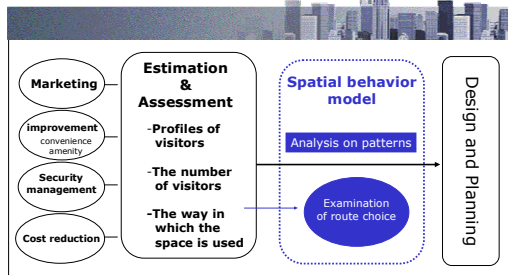 Marketing
improvement
convenience
amenity
Security
management
Cost reduction
Estimation
&
Assessment
-Profiles of
visitors
-The number
of visitors
-The way in
which the
space is used
Spatial behavior
model
Analysis on patterns
Examination
of route choice
Design and Planning